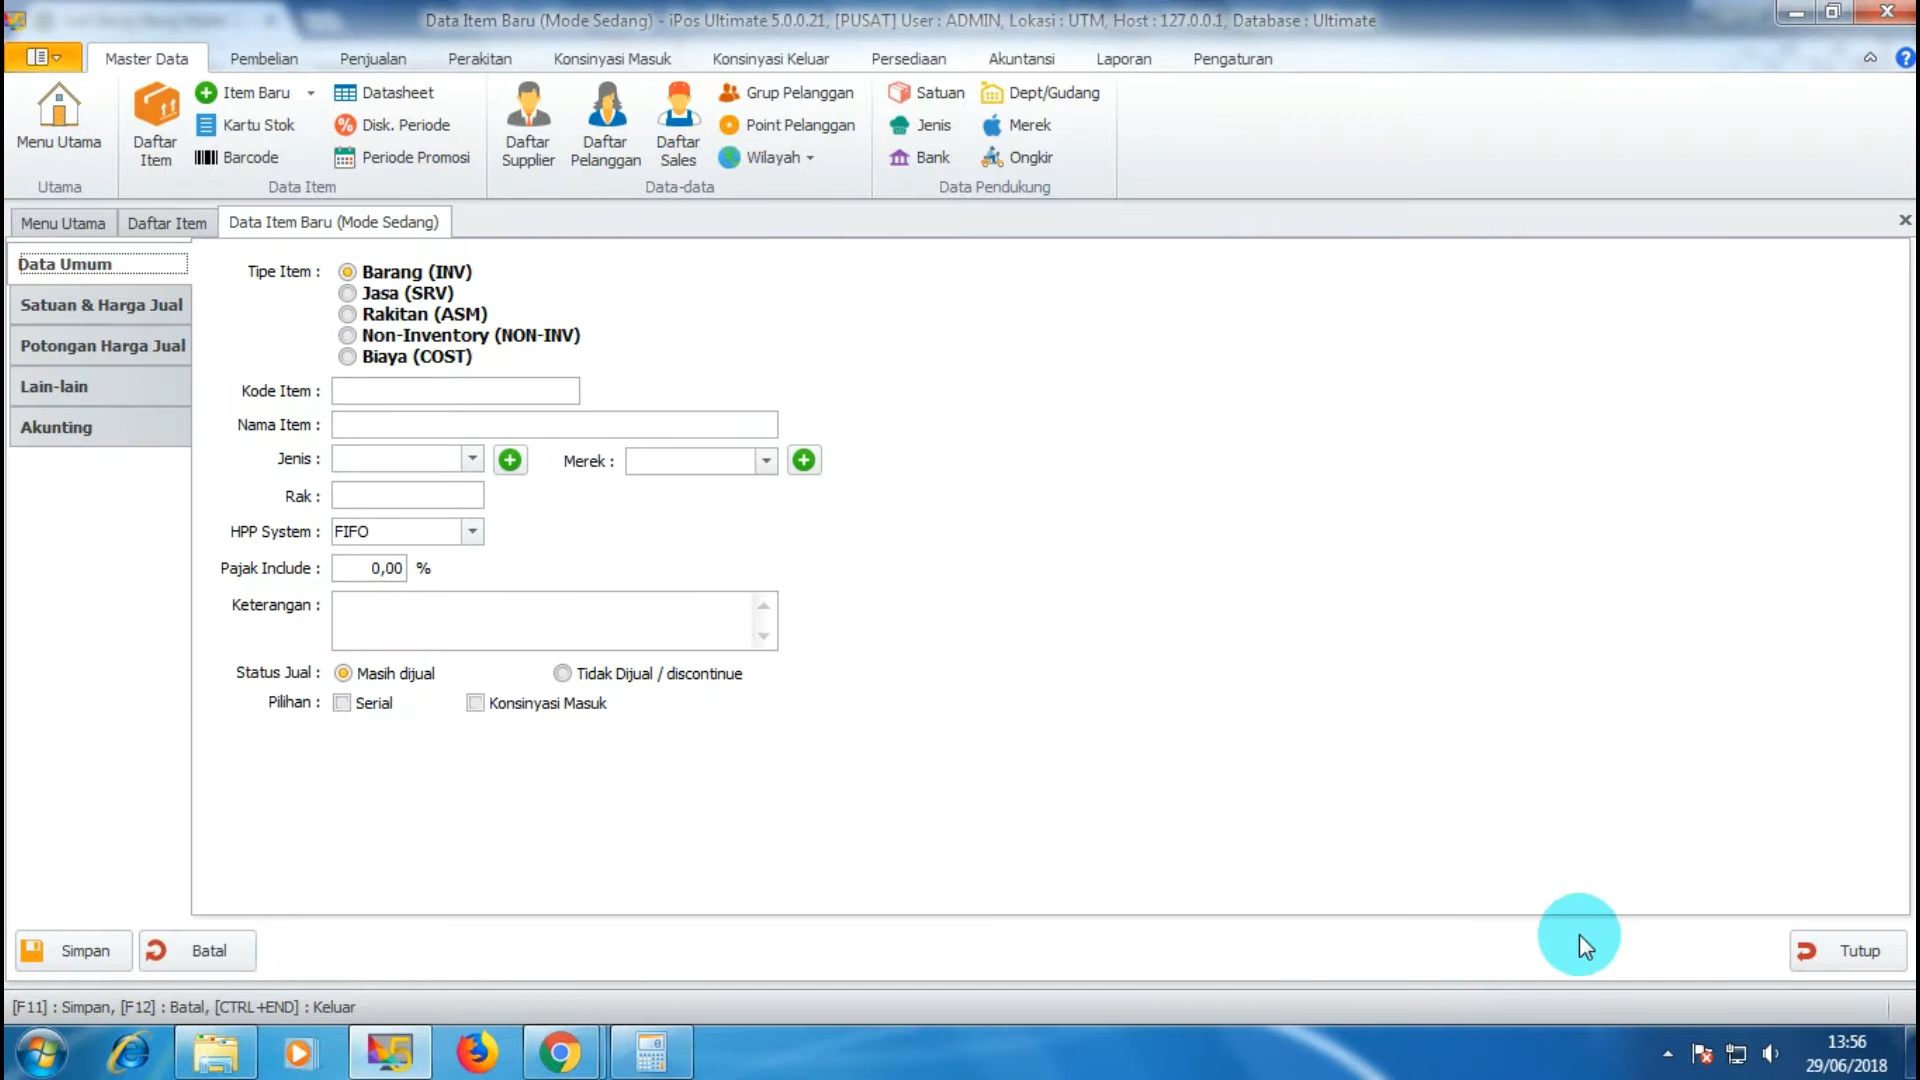 Data Item Baru (Mode Sedang) - iPos Ultimate 5.0.0.21, [PUSAT] User : ADMIN, Lokasi : UTM, Host : 127.0.0.1, Database : Ultimate
Master Data Pembelian Penjualan Perakitan Konsinyasi Masuk Konsinyasi Keluar Persediaan Akuntansi Laporan Pengaturan
Menu Utama
Utama
Daftar Item
Item Baru
Kartu Stok
Barcode
Datasheet
Disk. Periode
Periode Promosi
Data Item
Daftar Supplier
Daftar Pelanggan
Daftar Sales
Grup Pelanggan
Point Pelanggan
Wilayah
Data-data
Satuan
Jenis
Bank
Dept/Gudang
Merek
Ongkir
Data Pendukung
Menu Utama Daftar Item Data Item Baru (Mode Sedang)
Data Umum
Satuan & Harga Jual
Potongan Harga Jual
Lain-lain
Akunting
Tipe Item : Barang (INV)
Jasa (SRV)
Rakitan (ASM)
Non-Inventory (NON-INV)
Biaya (COST)
Kode Item :
Nama Item :
Jenis : Merek :
Rak :
HPP System : FIFO
Pajak Include : 0,00 %
Keterangan :
Status Jual : Masih dijual Tidak Dijual / discontinue
Pilihan : Serial Konsinyasi Masuk
Simpan Batal Tutup
[F11] : Simpan, [F12] : Batal, [CTRL+END] : Keluar
13:56
29/06/2018